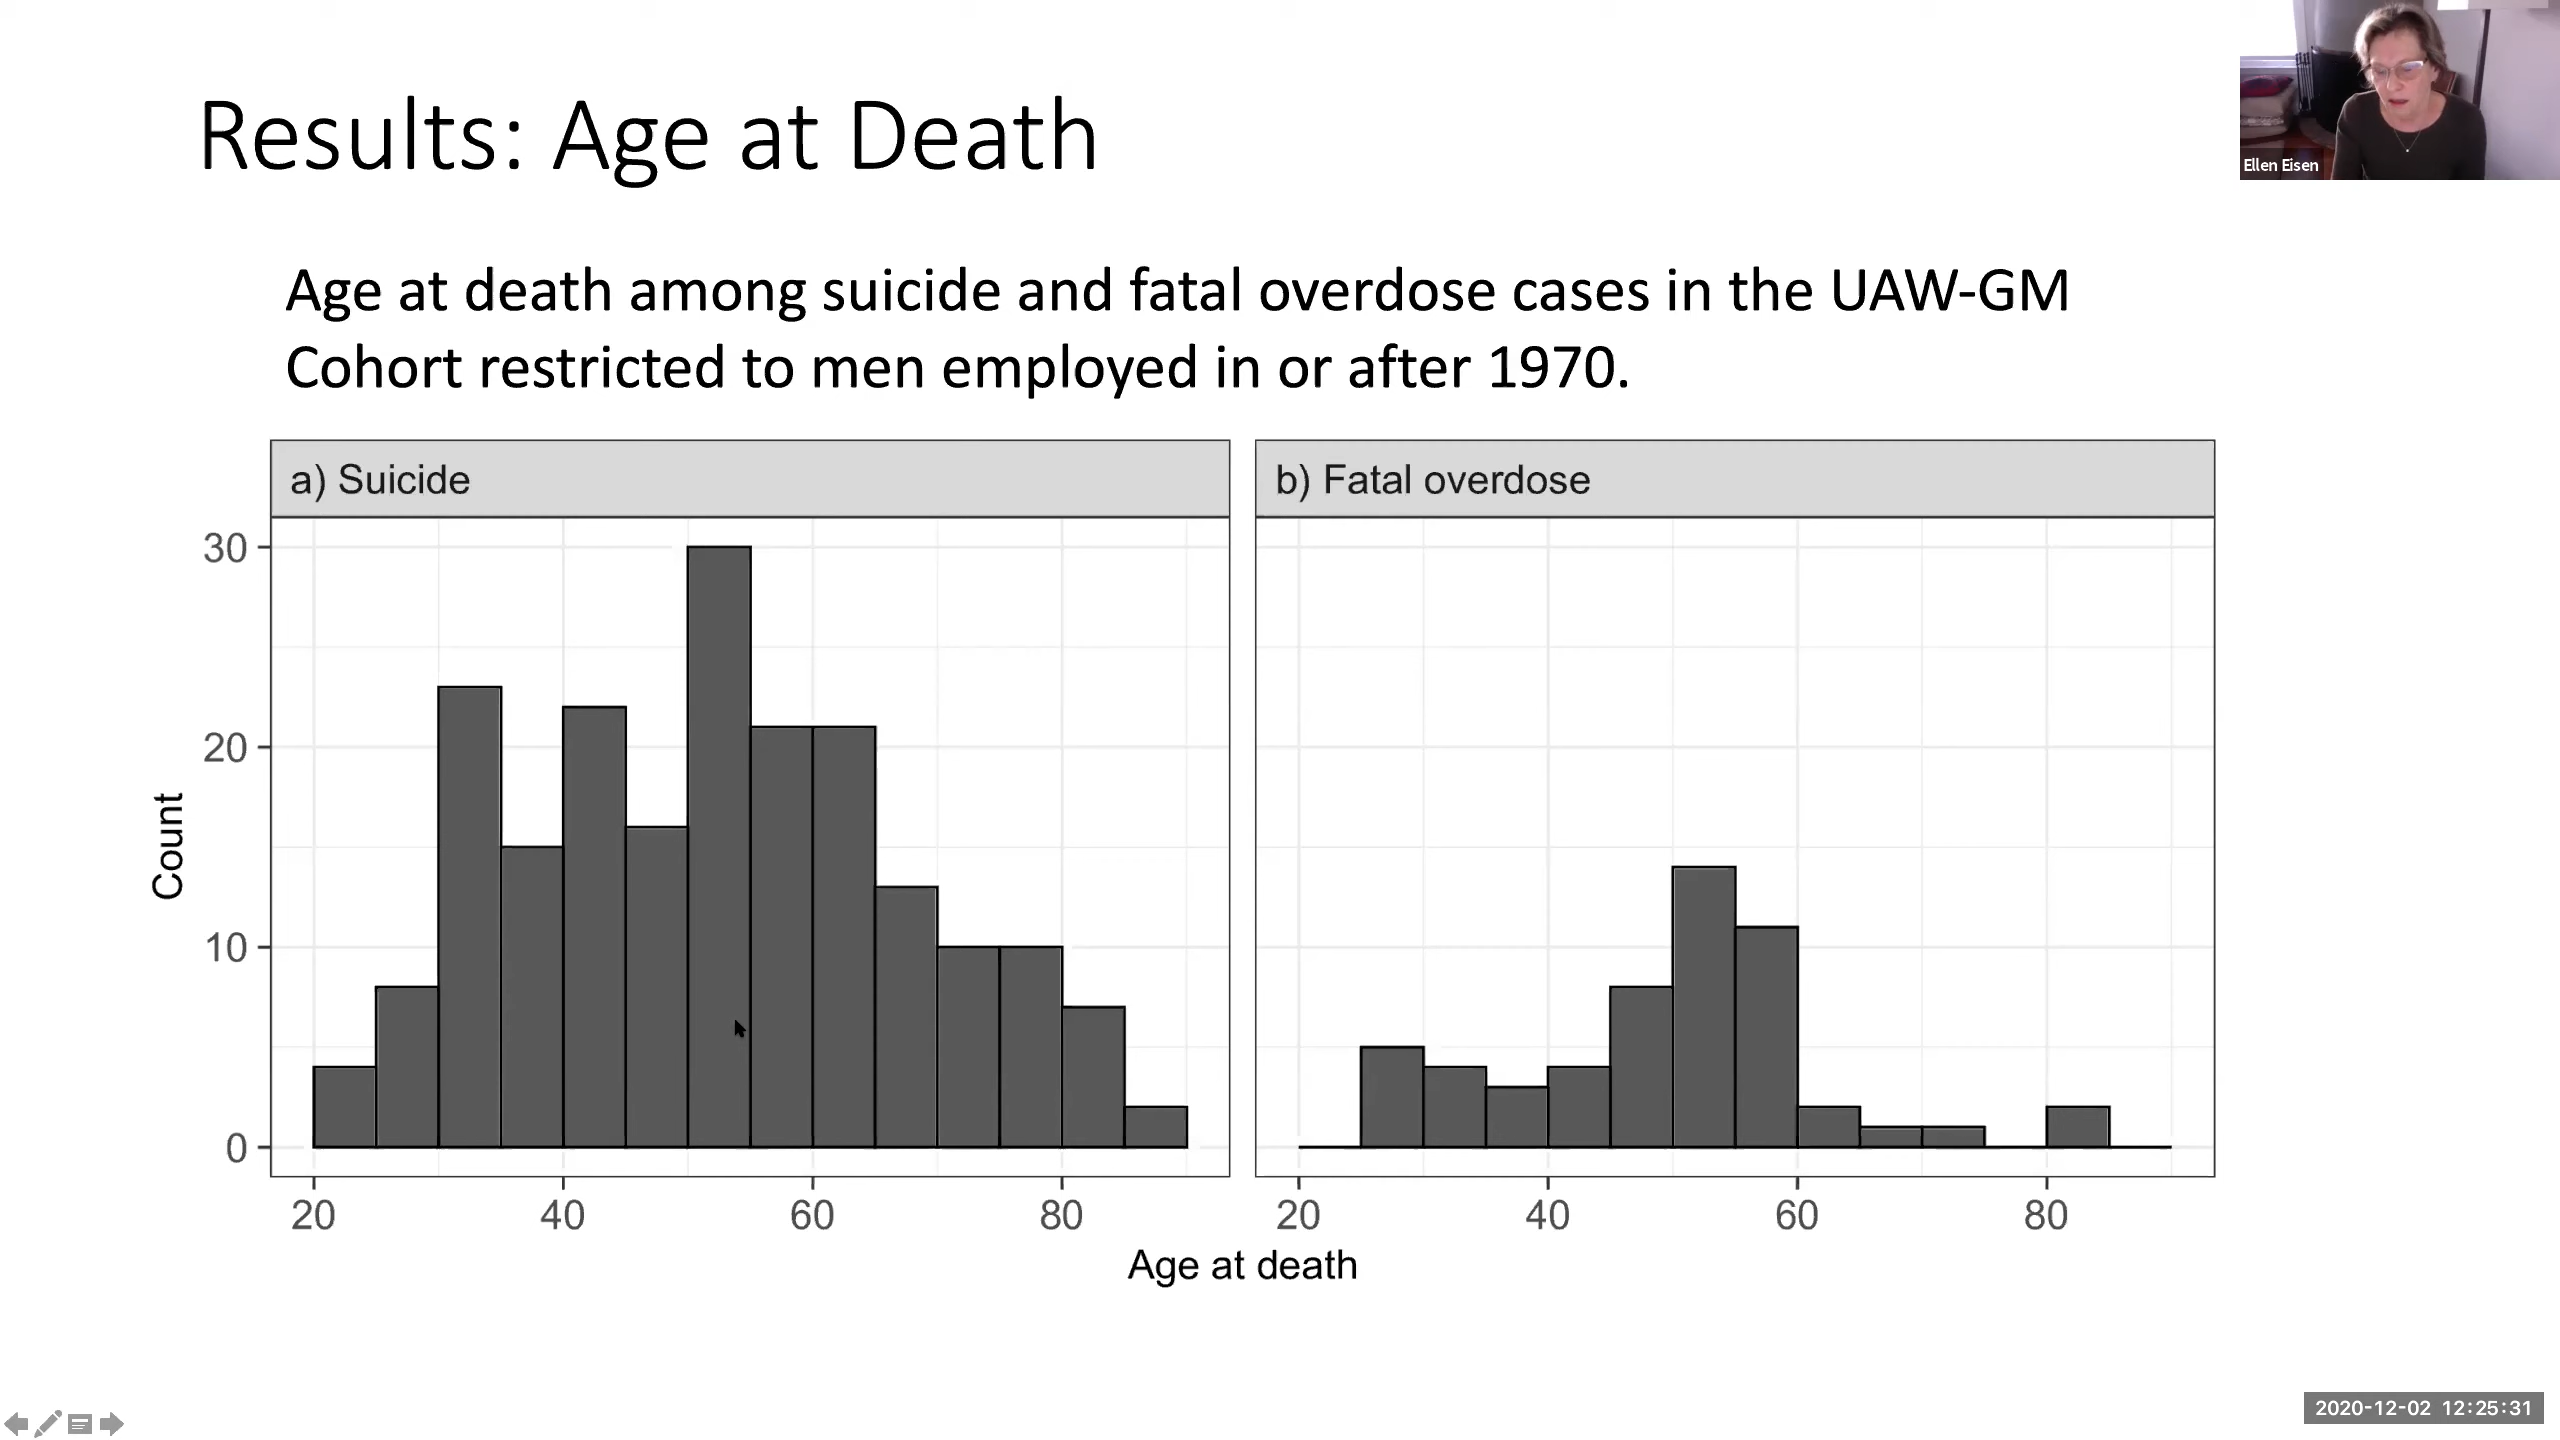 Results: Age at Death
Ellen Eisen
Age at death among suicide and fatal overdose cases in the UAW-GM
Cohort restricted to men employed in or after 1970.
a) Suicide
b) Fatal overdose
30
20
10
0
Count
20 40 60 80
20 40 60 80
Age at death
2020-12-02 12:25:31